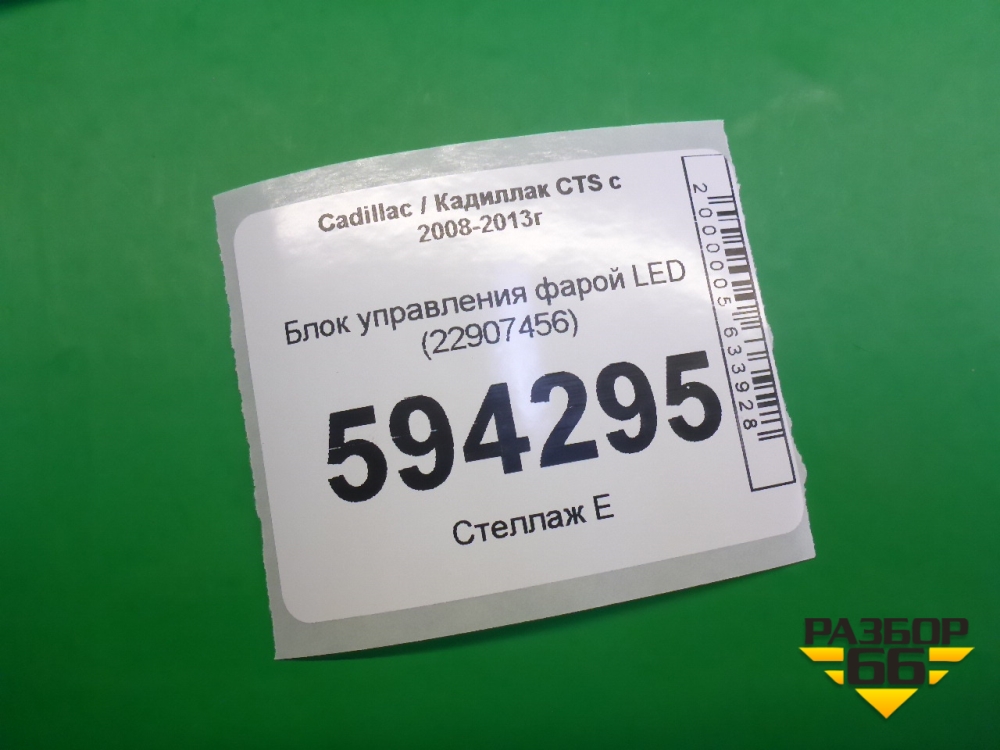 Cadillac / Кадиллак CTS с
2008-2013г
Блок управления фарой LED
(22907456)
594295
Стеллаж Е
2000005633928
РАЗБОР
66